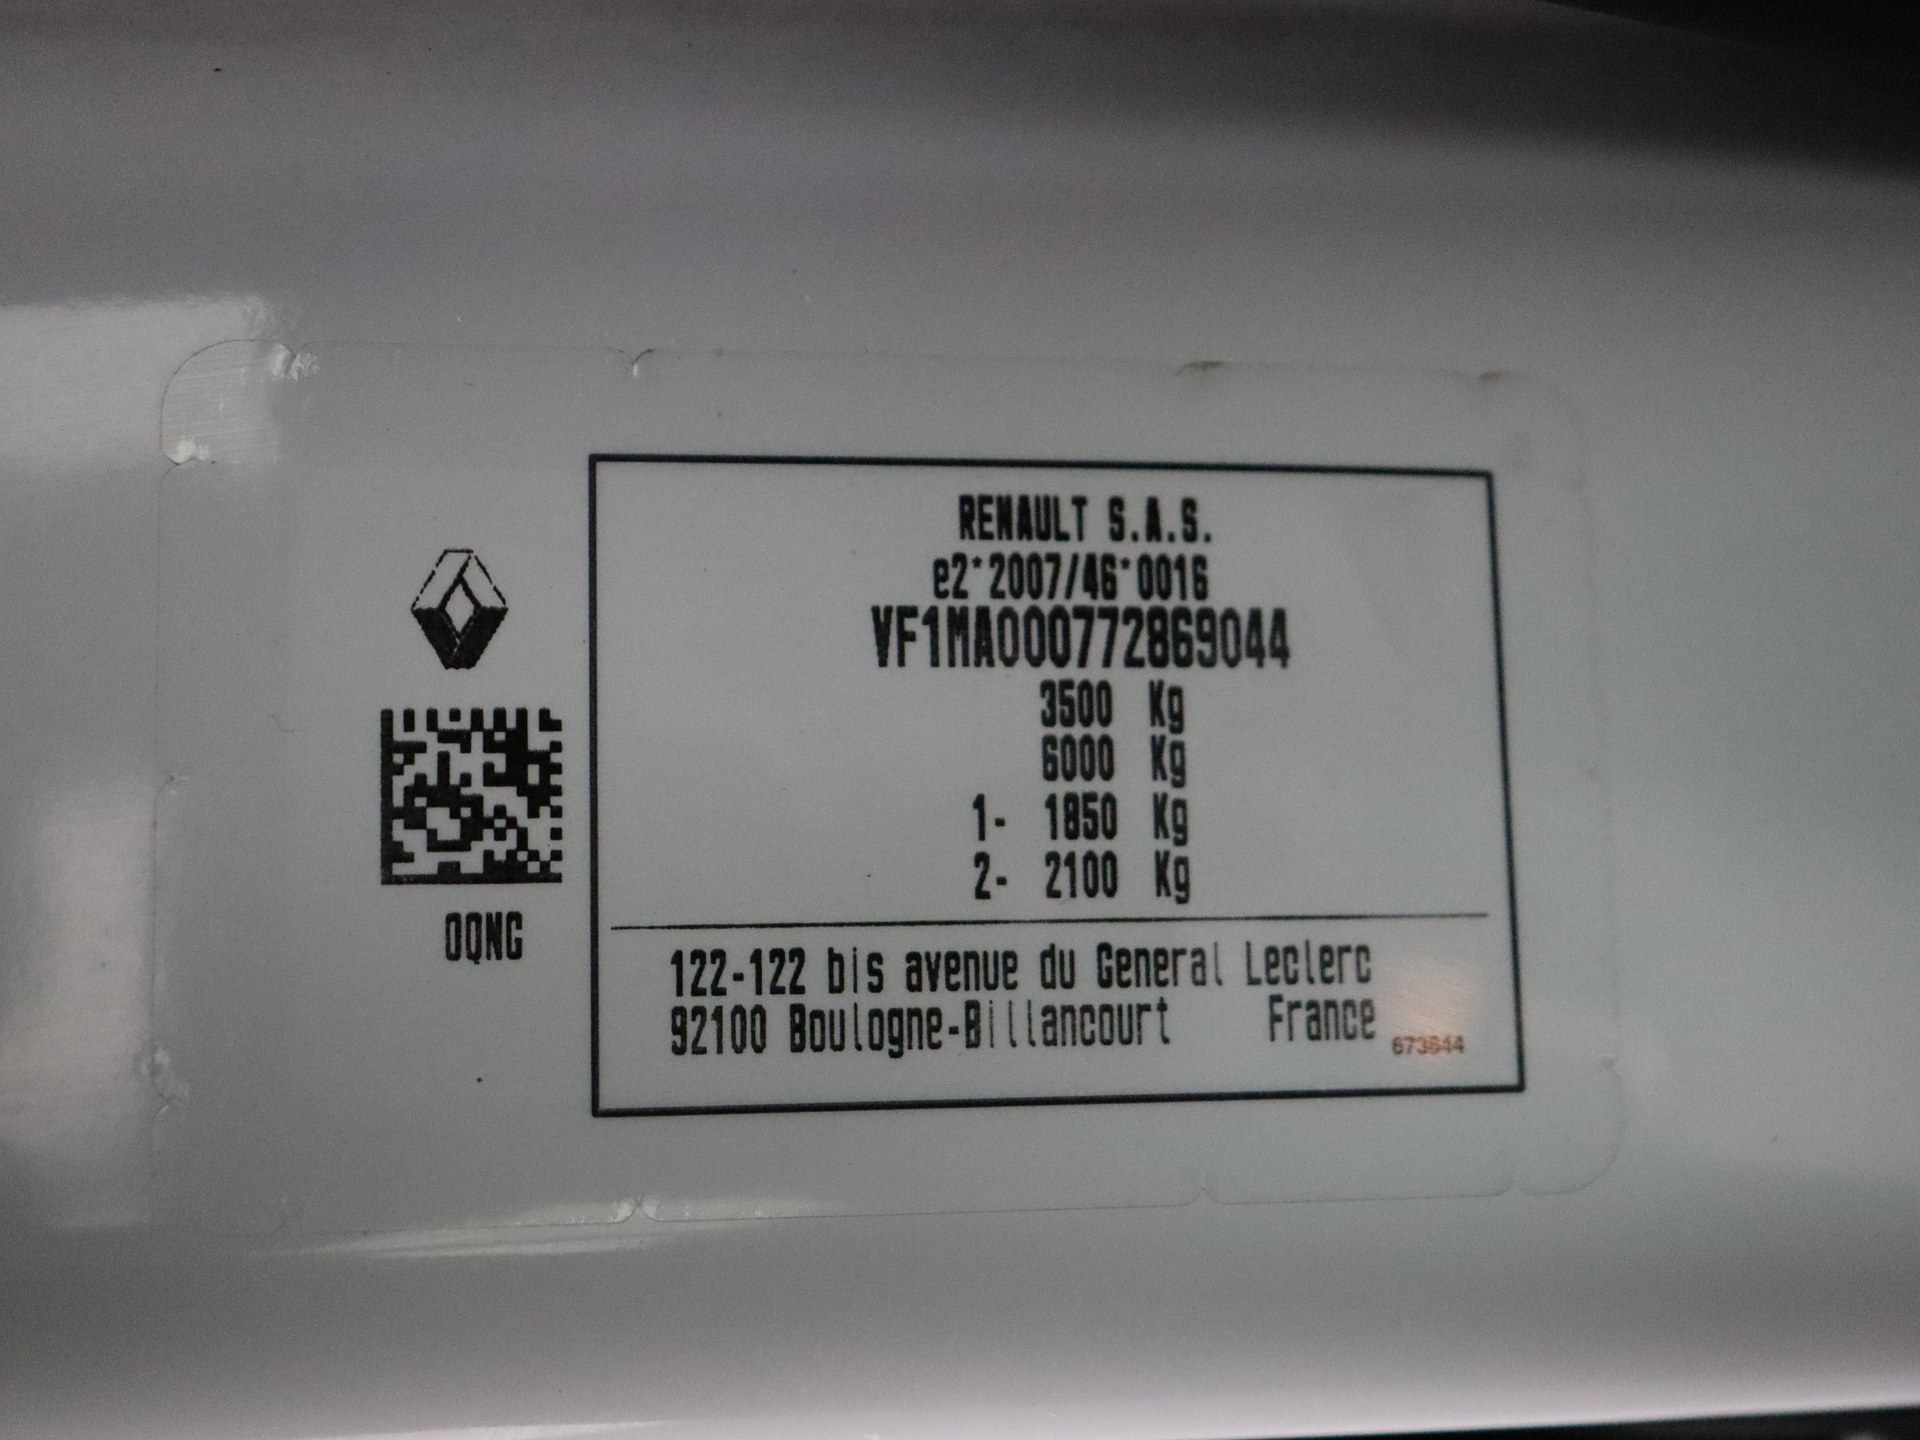 RENAULT S.A.S.
e2*2007/46*0016
VF1MA000772869044
3500 Kg
6000 Kg
1- 1850 Kg
2- 2100 Kg
0QNG
122-122 bis avenue du General Leclerc
92100 Boulogne-Billancourt France
673644